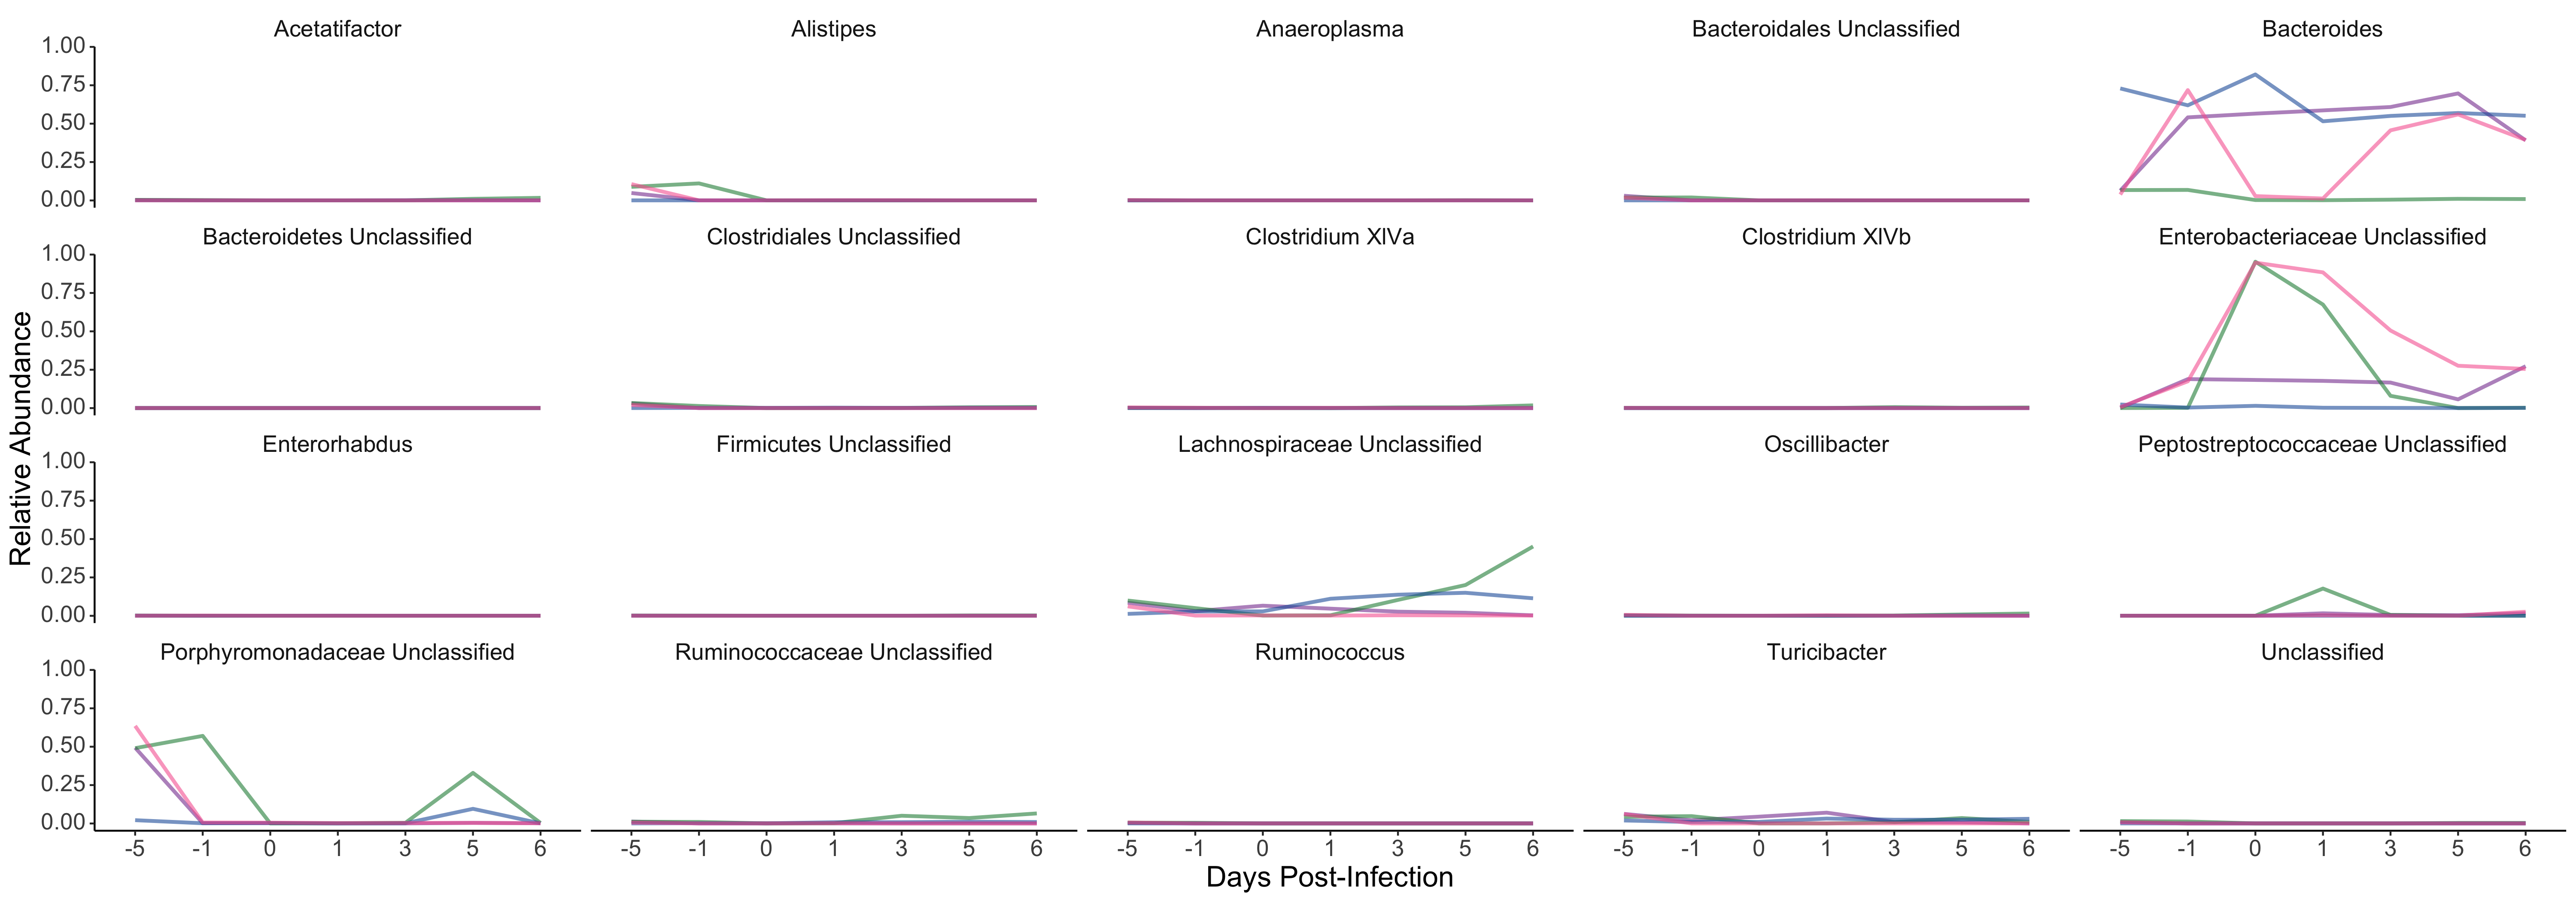 Acetatifactor Alistipes Anaeroplasma Bacteroidales Unclassified Bacteroides
1.00
0.75
0.50
0.25
0.00
Bacteroidetes Unclassified Clostridiales Unclassified Clostridium XlVa Clostridium XlVb Enterobacteriaceae Unclassified
1.00
0.75
0.50
0.25
0.00
Relative Abundance
Enterorhabdus Firmicutes Unclassified Lachnospiraceae Unclassified Oscillibacter Peptostreptococcaceae Unclassified
1.00
0.75
0.50
0.25
0.00
Porphyromonadaceae Unclassified Ruminococcaceae Unclassified Ruminococcus Turicibacter Unclassified
1.00
0.75
0.50
0.25
0.00
-5 -1 0 1 3 5 6 -5 -1 0 1 3 5 6 -5 -1 0 1 3 5 6 -5 -1 0 1 3 5 6 -5 -1 0 1 3 5 6
Days Post-Infection